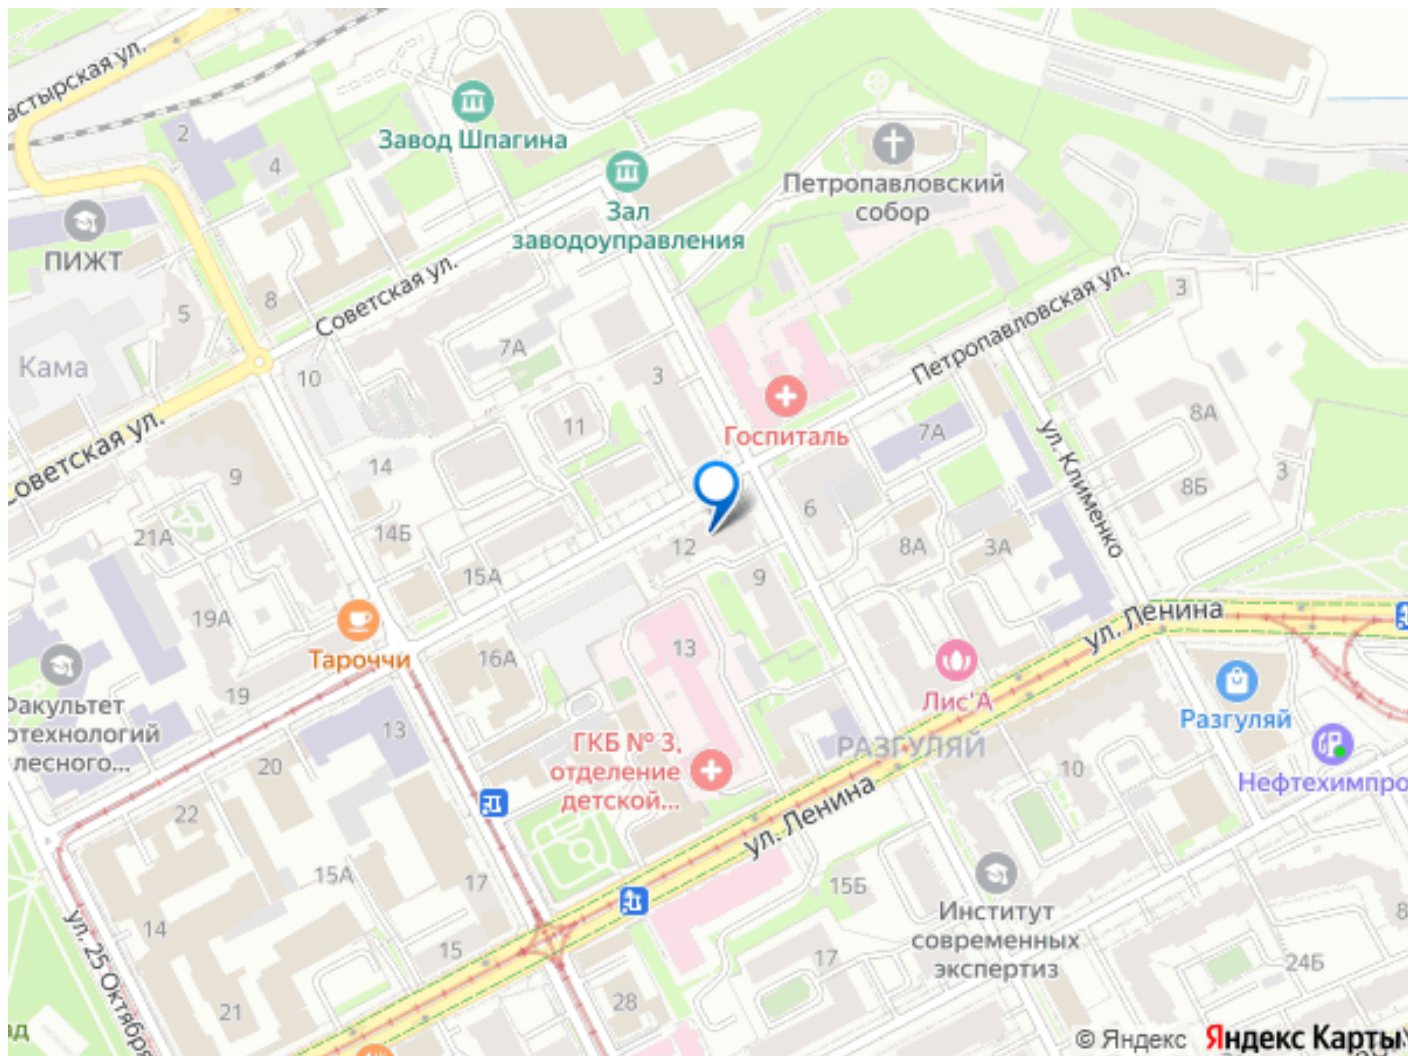 астырская ул.
2
4
Завод Шпагина
Зал
заводоуправления
Петропавловский
собор
ПИЖТ
5
8
Советская ул.
7А
3
Петропавловская ул.
3
Кама
10
11
Госпиталь
7А
8А
ул. Клименко
советская ул.
9
14
21А
14Б
6
8Б
3
12
15А
9
8А
3А
19А
Тароччи
16А
13
ул. Ленина
Лис'А
Разгуляй
Факультет
отехнологий
лесного...
19
13
20
22
ГКБ № 3,
отделение
детской...
РАЗГУЛЯЙ
10
Нефтехимпро
ул. Ленина
15А
17
15Б
Институт
современных
экспертиз
14
ул. 25 Октября
15
17
24Б
8
21
28
ад
© Яндекс Яндекс Карты